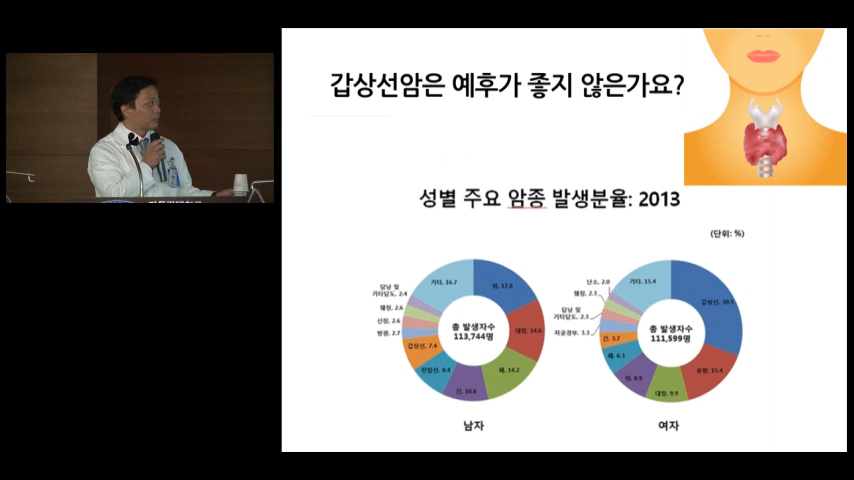 갑상선암은 예후가 좋지 않은가요?
성별 주요 암종 발생분율: 2013
(단위: %)
기타, 16.7
위, 17.8
대장, 14.6
폐, 14.2
간, 10.6
전립선, 8.4
갑상선, 7.4
방광, 2.7
신장, 2.6
췌장, 2.6
담낭 및
기타담도, 2.4
총 발생자수
113,744명
남자
기타, 15.4
갑상선, 30.5
유방, 15.4
대장, 9.9
위, 8.9
폐, 6.3
간, 3.7
자궁경부, 3.3
담낭 및
기타담도, 2.3
췌장, 2.3
난소, 2.0
총 발생자수
111,599명
여자